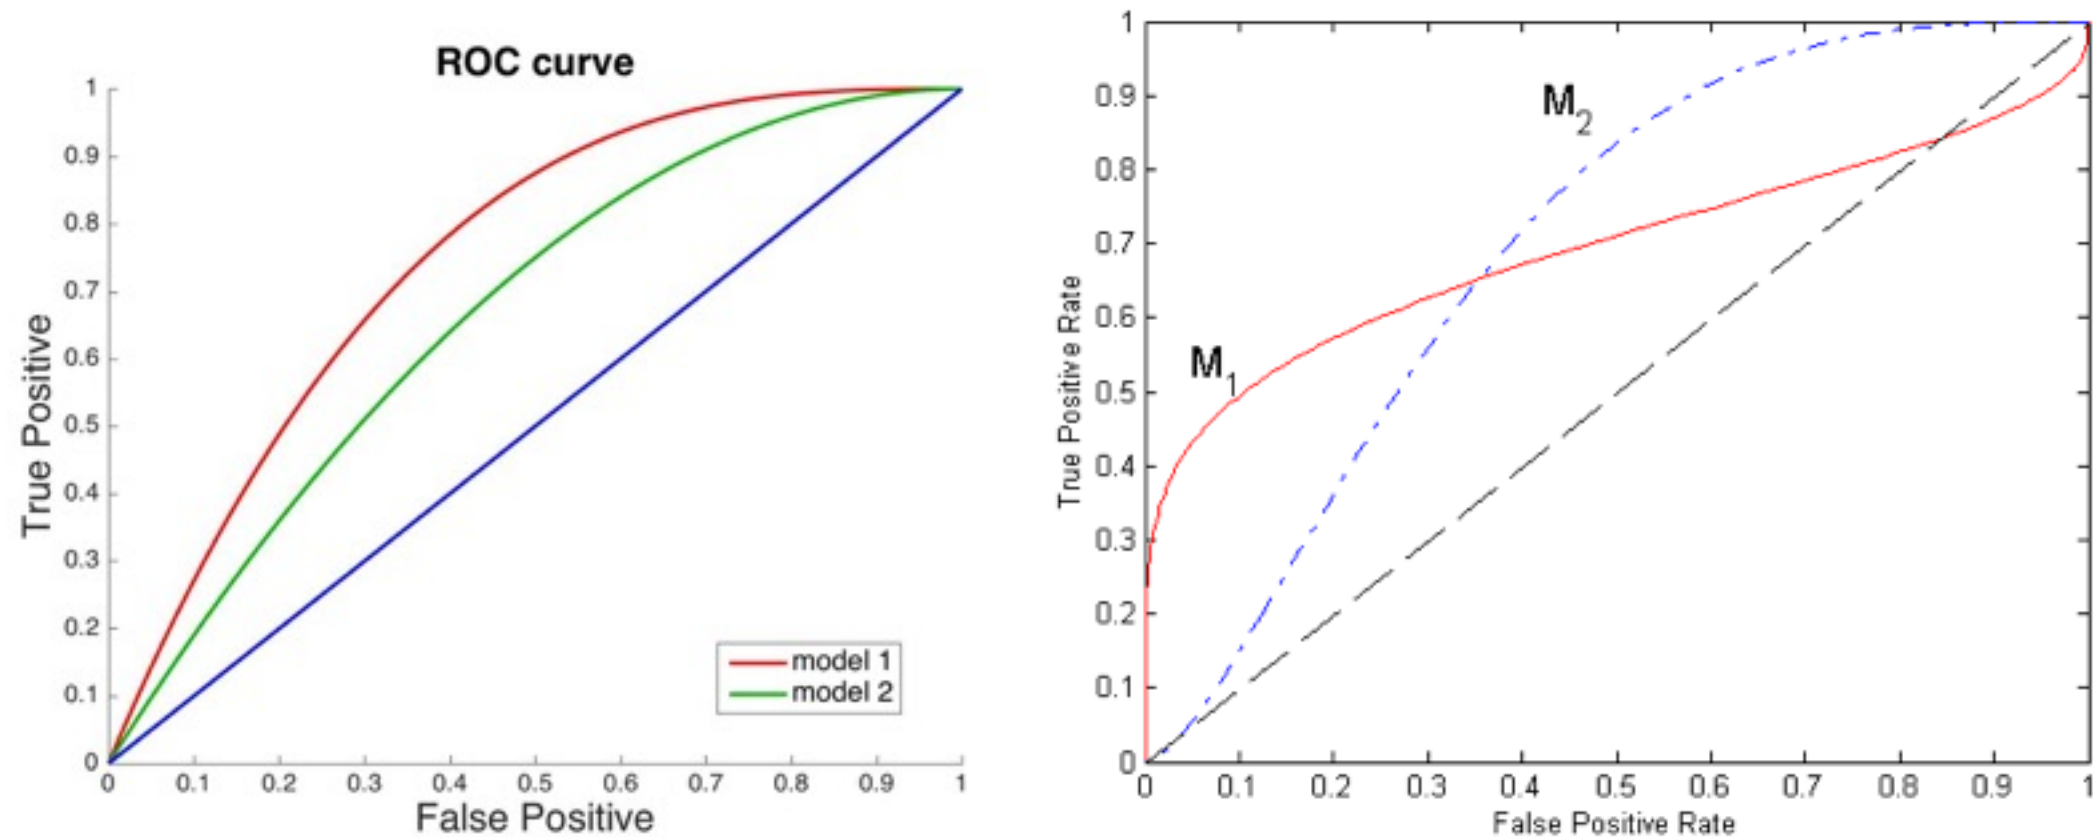 ROC curve
1
0.9
0.8
0.7
0.6
0.5
0.4
0.3
0.2
0.1
0
True Positive
model 1
model 2
0 0.1 0.2 0.3 0.4 0.5 0.6 0.7 0.8 0.9 1
False Positive
1
0.9
0.8
0.7
0.6
0.5
0.4
0.3
0.2
0.1
0
True Positive Rate
M2
M1
0 0.1 0.2 0.3 0.4 0.5 0.6 0.7 0.8 0.9 1
False Positive Rate